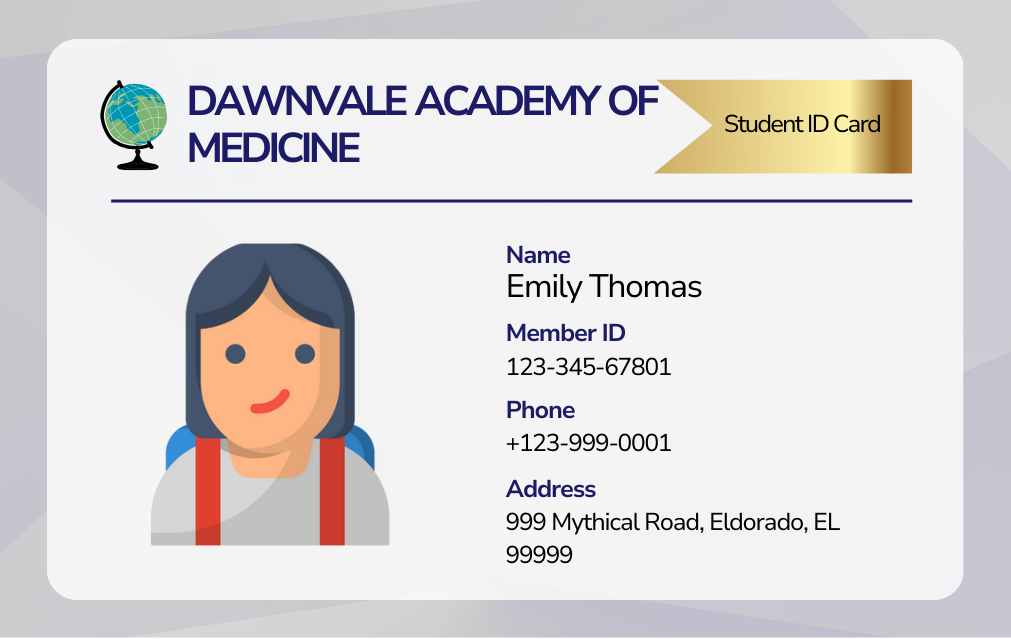 DAWNVALE ACADEMY OF
MEDICINE
Student ID Card
Name
Emily Thomas
Member ID
123-345-67801
Phone
+123-999-0001
Address
999 Mythical Road, Eldorado, EL
99999